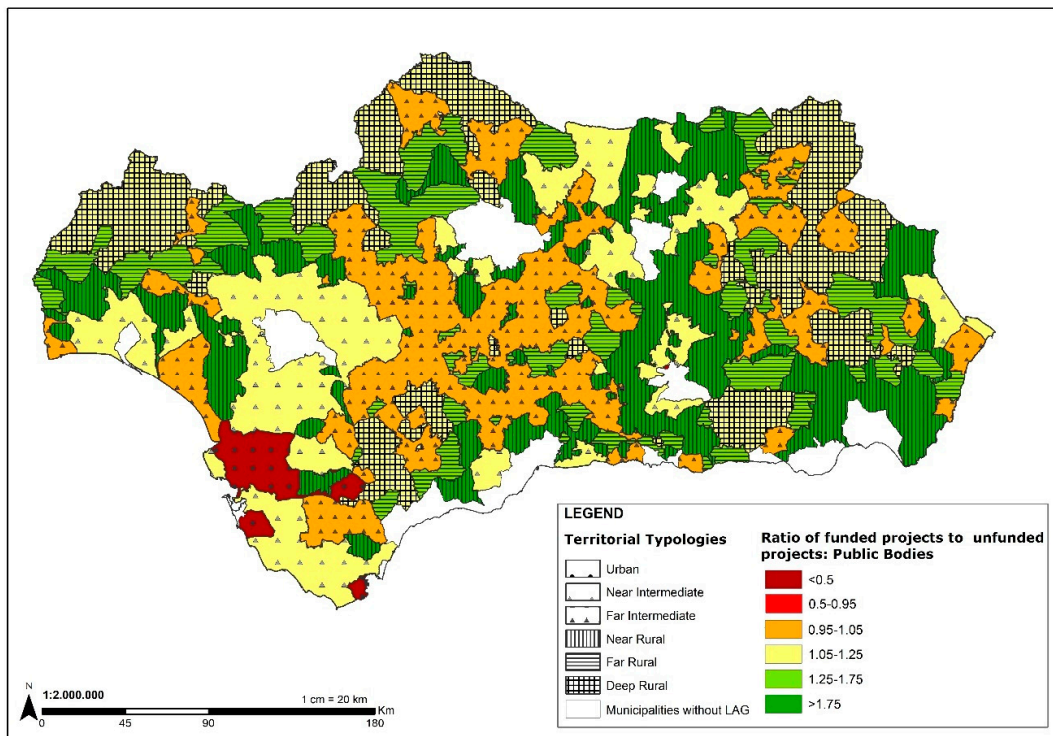 LEGEND
Territorial Typologies
Urban
Near Intermediate
Far Intermediate
Near Rural
Far Rural
Deep Rural
Municipalities without LAG
Ratio of funded projects to unfunded
projects: Public Bodies
<0.5
0.5-0.95
0.95-1.05
1.05-1.25
1.25-1.75
>1.75
N
1:2.000.000
1 cm = 20 km
Km
0 45 90 180